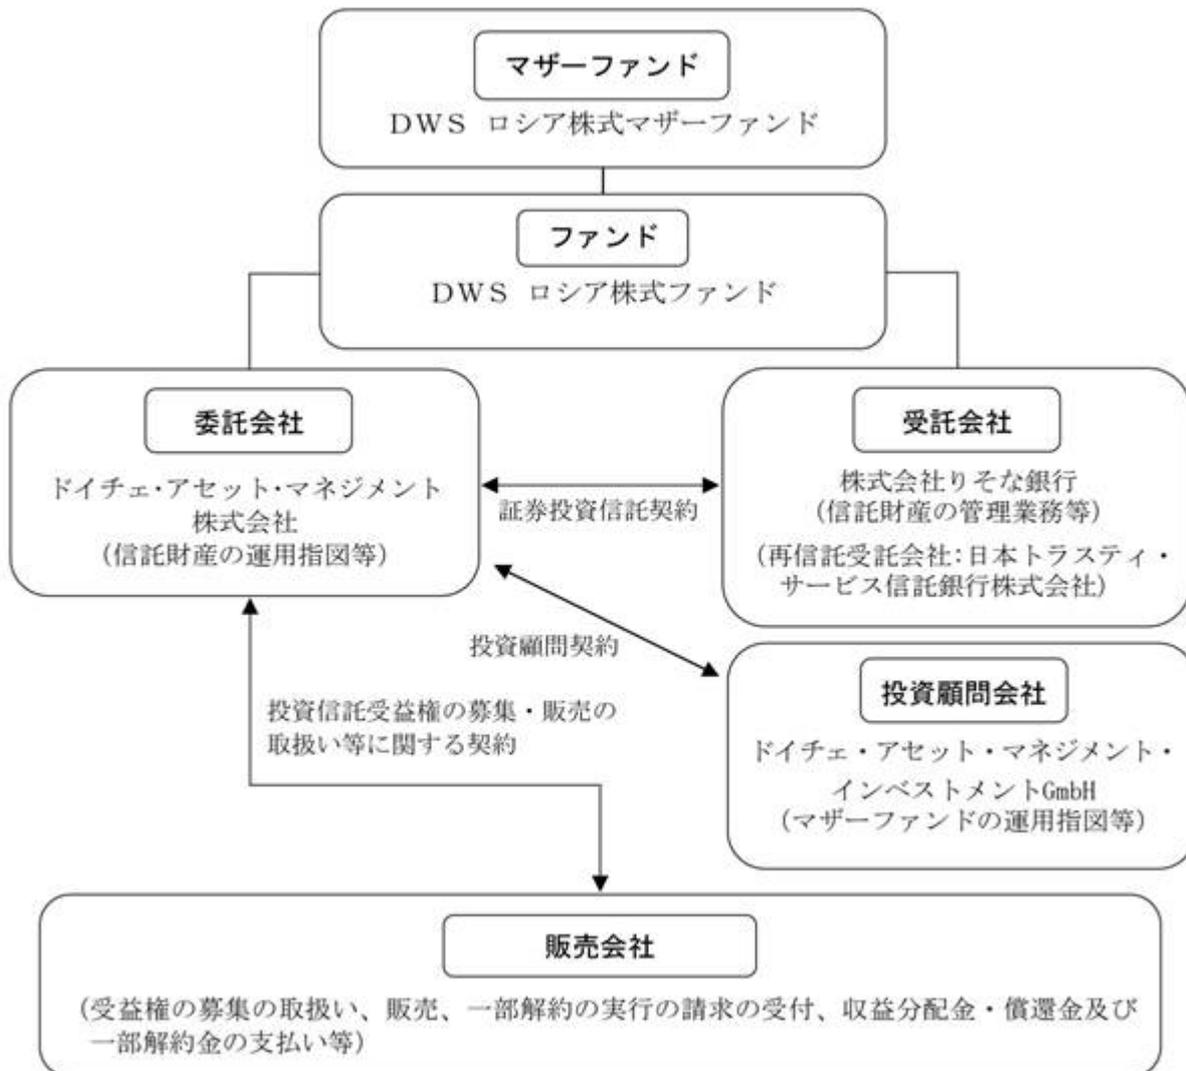 マザーファンド
DWS ロシア株式マザーファンド
ファンド
DWS ロシア株式ファンド
委託会社
ドイチェ・アセット・マネジメント
株式会社
(信託財産の運用指図等)
証券投資信託契約
受託会社
株式会社りそな銀行
(信託財産の管理業務等)
(再信託受託会社:日本トラスティ・
サービス信託銀行株式会社)
投資顧問契約
投資顧問会社
ドイチェ・アセット・マネジメント・
インベストメントGmbH
(マザーファンドの運用指図等)
投資信託受益権の募集・販売の
取扱い等に関する契約
販売会社
(受益権の募集の取扱い、販売、一部解約の実行の請求の受付、収益分配金・償還金及び
一部解約金の支払い等)